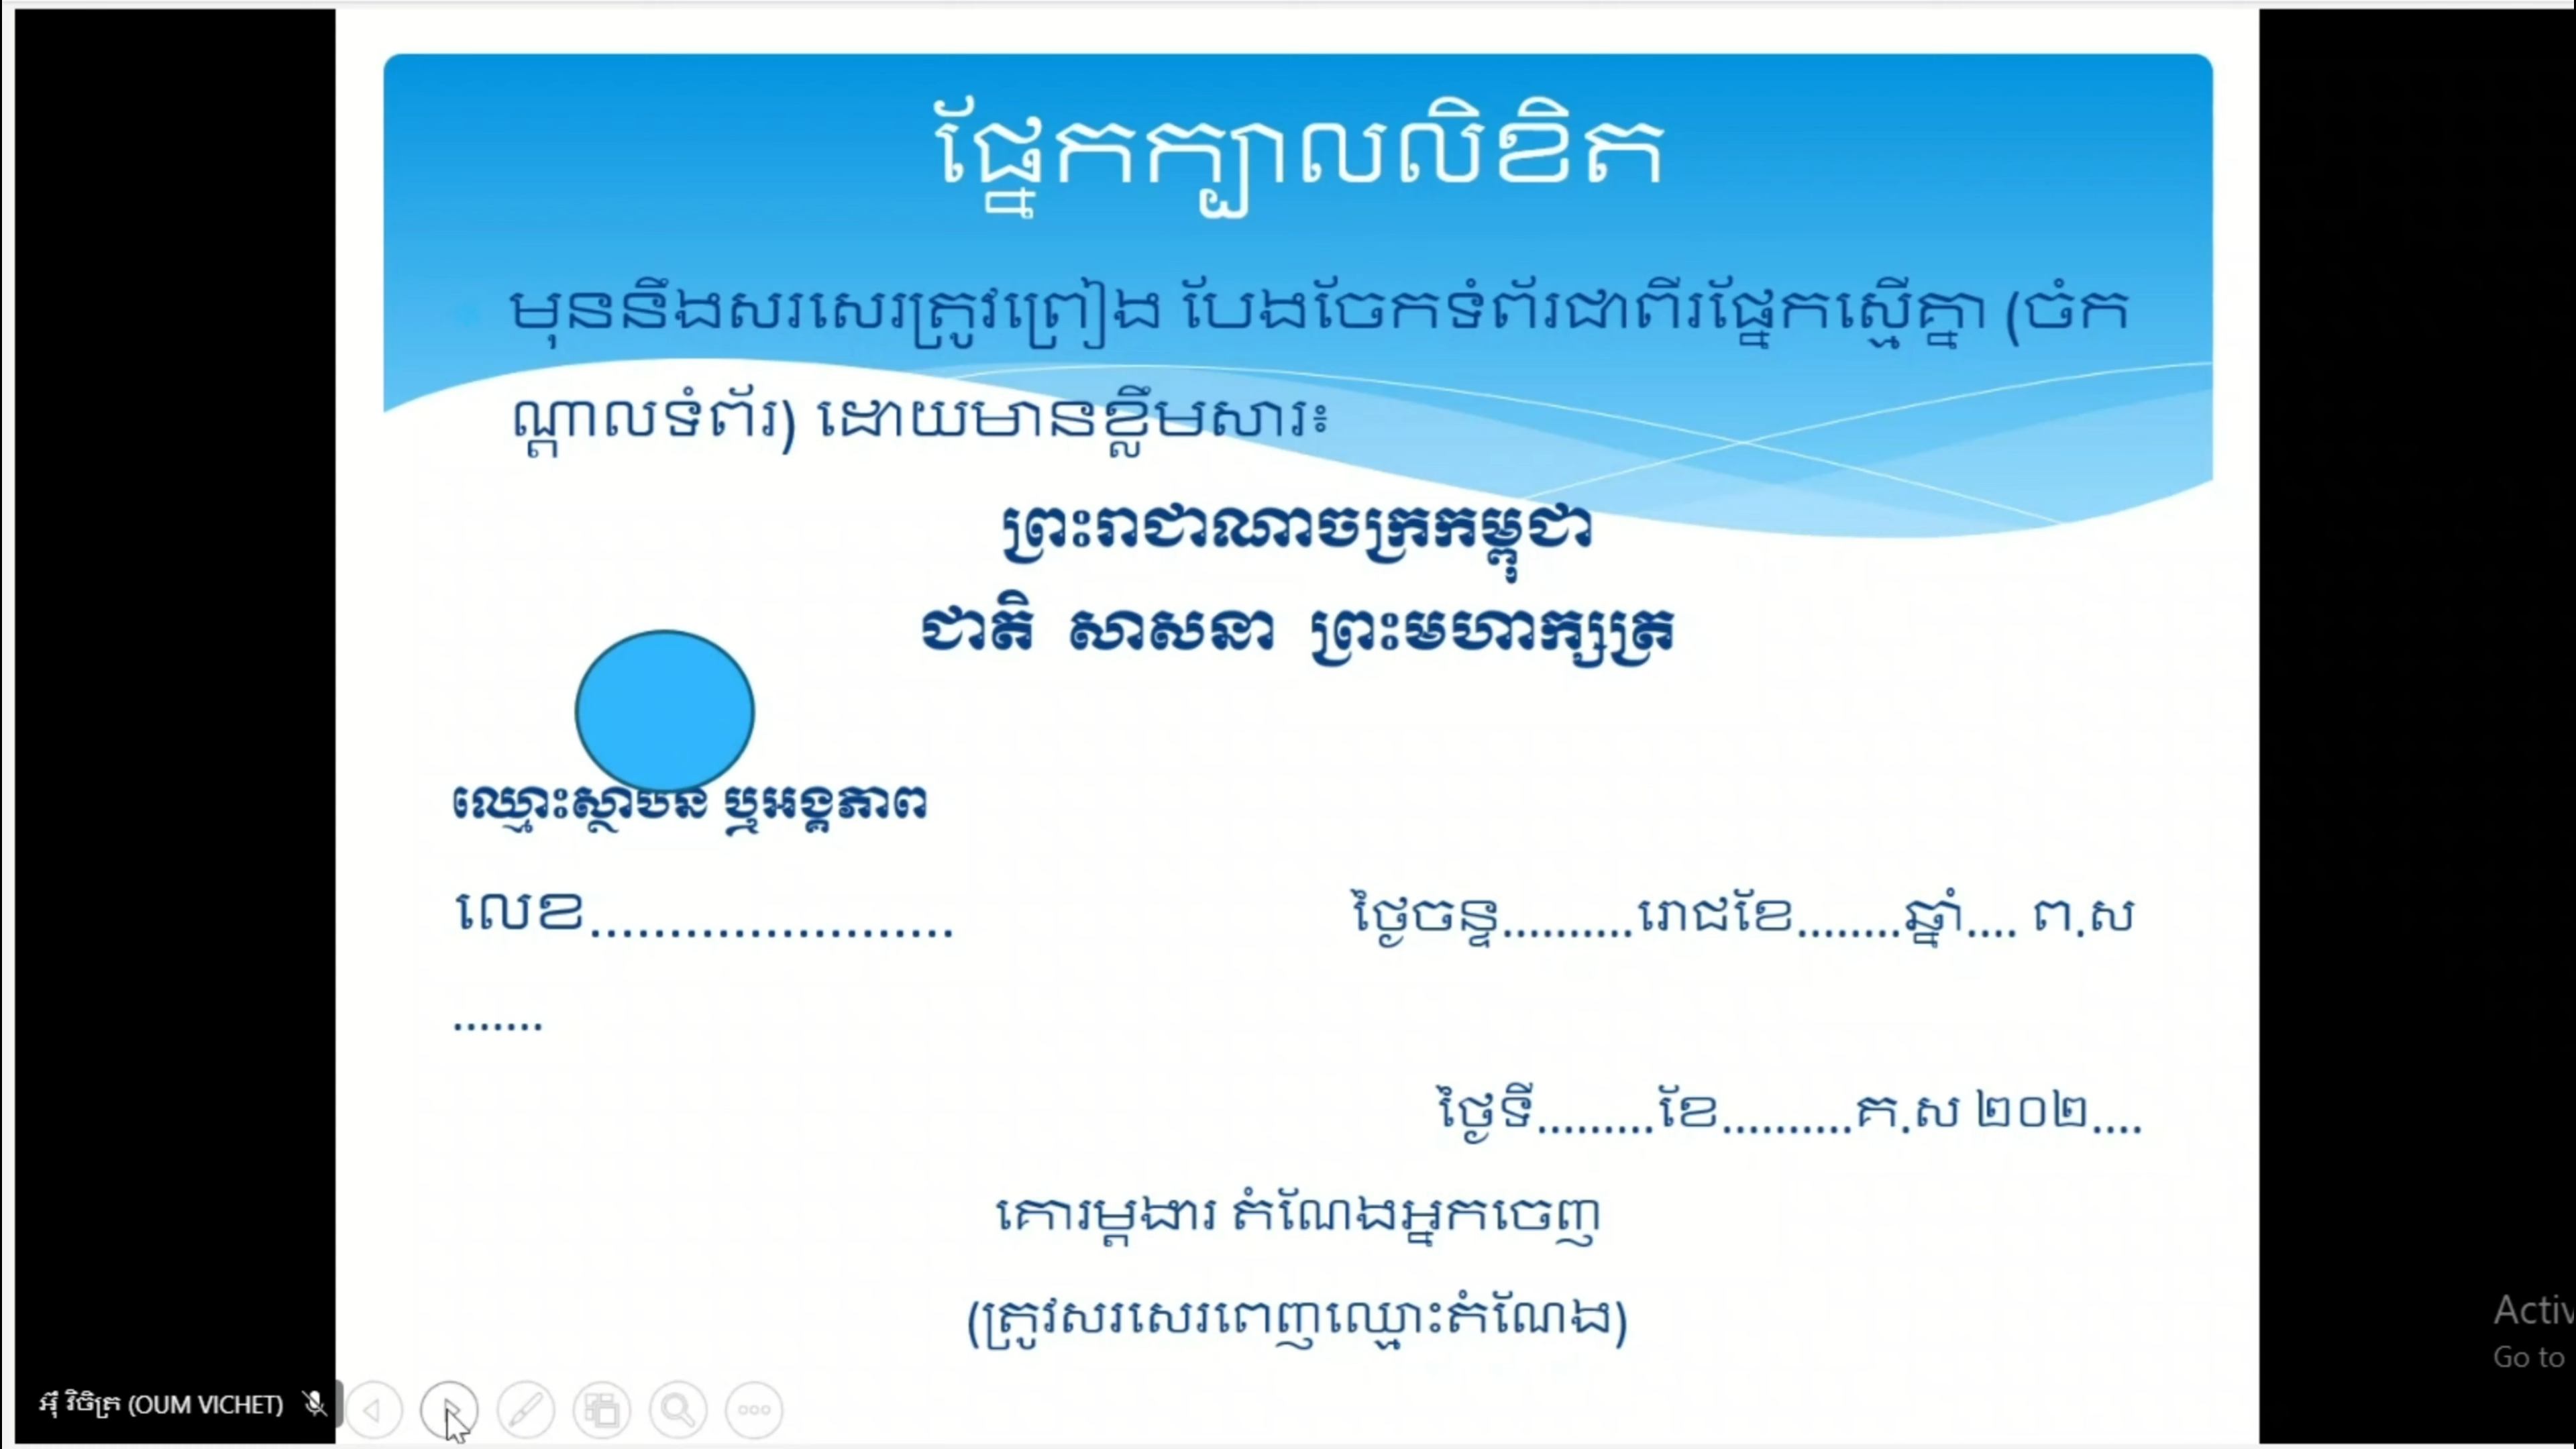 ផ្នែកក្បាលលិខិត
មុននឹងសរសេរត្រូវព្រៀង បែងចែកទំព័រជាពីរផ្នែកស្មើគ្នា (ចំក
ណ្ដាលទំព័រ) ដោយមានខ្លឹមសារ៖
ព្រះរាជាណាចក្រកម្ពុជា
ជាតិ សាសនា ព្រះមហាក្សត្រ
ឈ្មោះស្ថាប័ន ឬអង្គភាព
លេខ....................... ថ្ងៃចន្ទ..........រោជខែ........ឆ្នាំ.... ព.ស
.......
ថ្ងៃទី.........ខែ..........គ.ស ២០២....
គោរម្ដងារ តំណែងអ្នកចេញ
(ត្រូវសរសេរពេញឈ្មោះតំណែង)
អ៊ឹ វិចិត្រ (OUM VICHET)
Activ
Go to